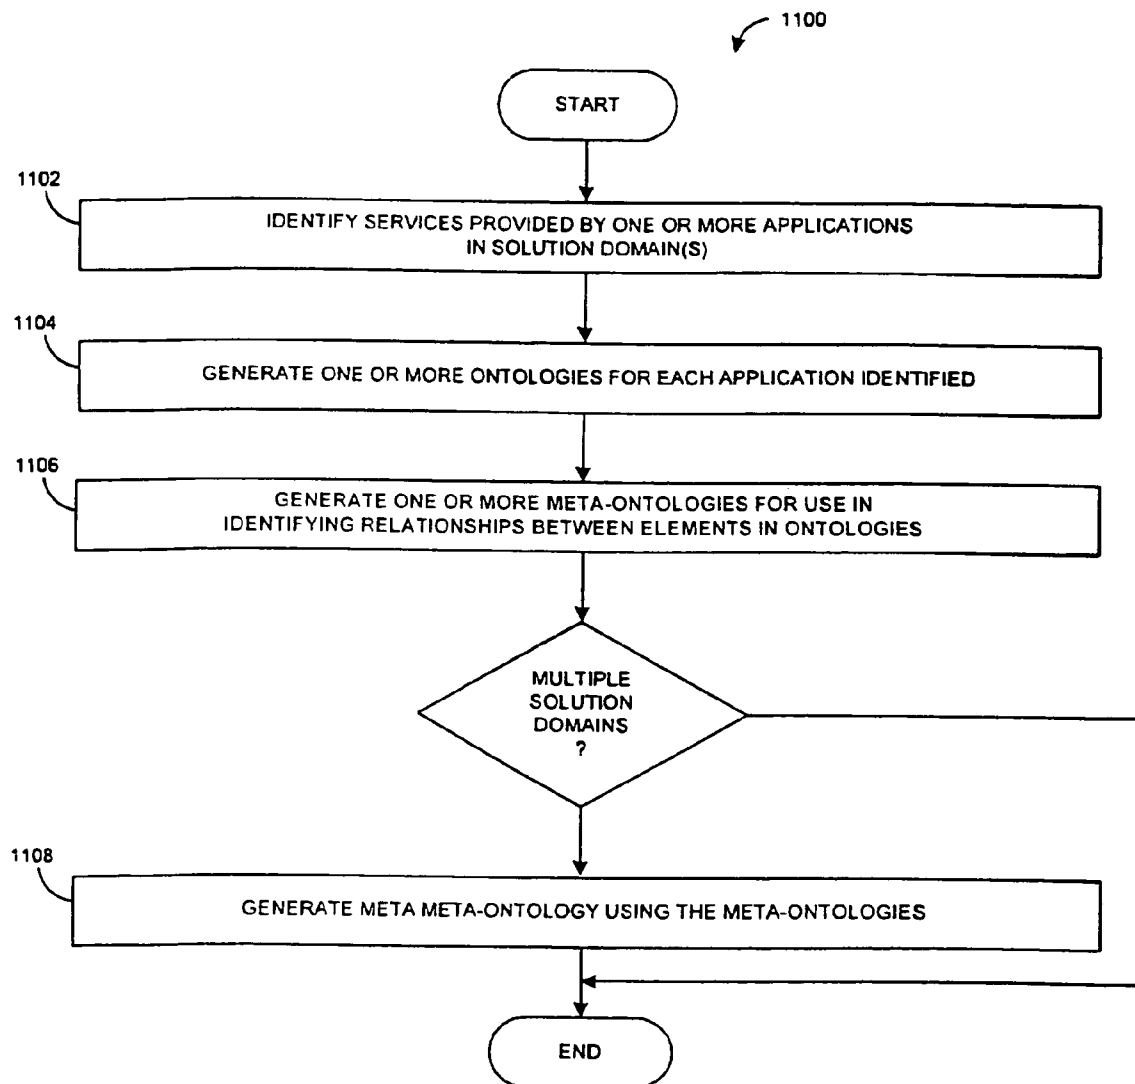 1100
START
1102
IDENTIFY SERVICES PROVIDED BY ONE OR MORE APPLICATIONS
IN SOLUTION DOMAIN(S)
1104
GENERATE ONE OR MORE ONTOLOGIES FOR EACH APPLICATION IDENTIFIED
1106
GENERATE ONE OR MORE META-ONTOLOGIES FOR USE IN
IDENTIFYING RELATIONSHIPS BETWEEN ELEMENTS IN ONTOLOGIES
MULTIPLE
SOLUTION
DOMAINS
?
1108
GENERATE META META-ONTOLOGY USING THE META-ONTOLOGIES
END